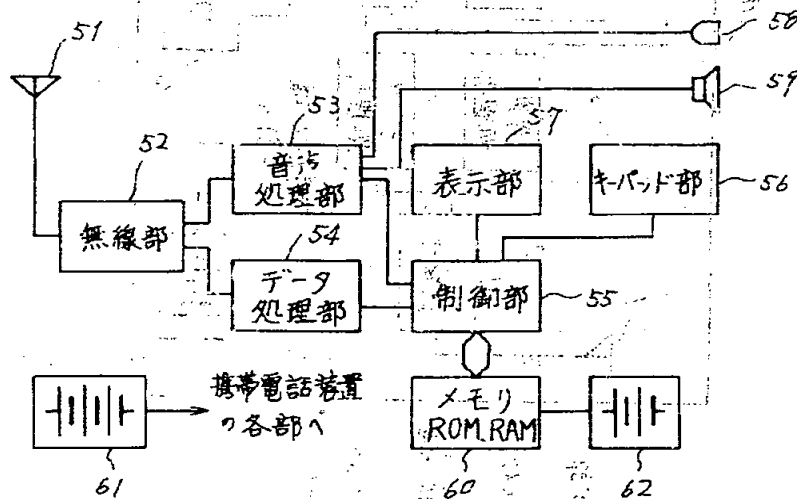 51
58
59
53
57
52
音声
処理部
表示部
キーパッド部
56
無線部
54
データ
処理部
制御部
55
携帯電話装置
の各部へ
メモリ
ROM.RAM
61
60
62